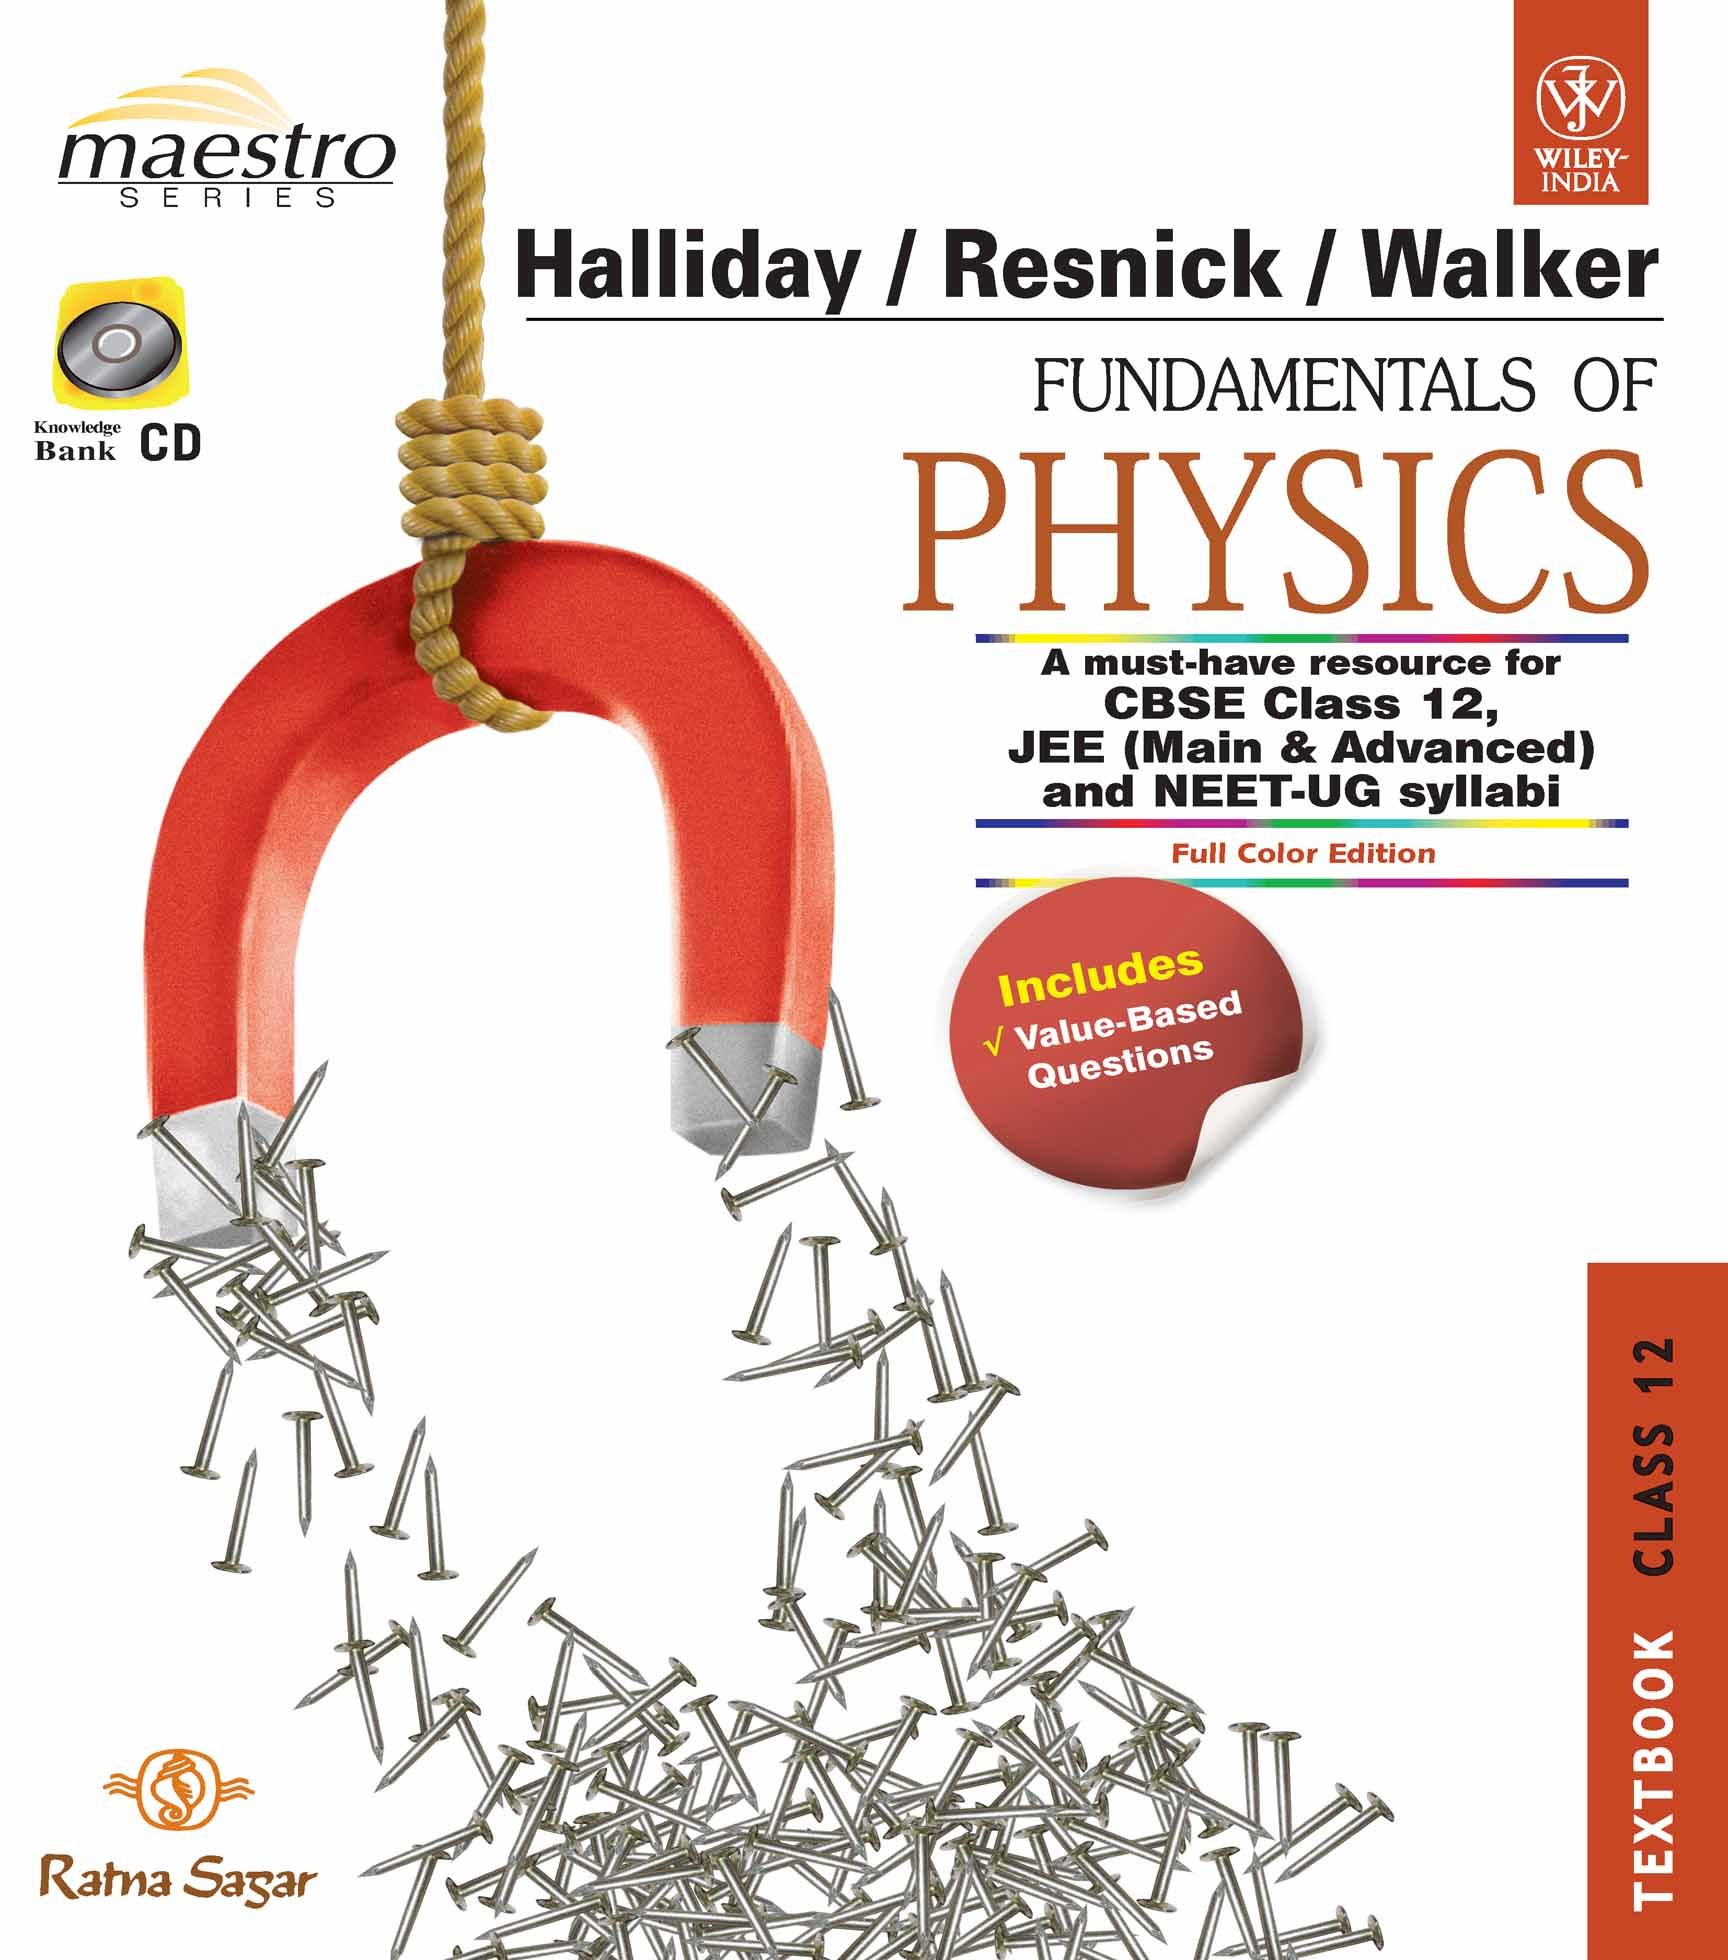 maestro
SERIES
WILEY-
INDIA
Halliday / Resnick / Walker
Knowledge
Bank CD
FUNDAMENTALS OF
PHYSICS
A must-have resource for
CBSE Class 12,
JEE (Main & Advanced)
and NEET-UG syllabi
Full Color Edition
Includes
√ Value-Based
Questions
TEXTBOOK CLASS 12
Ratna Sagar